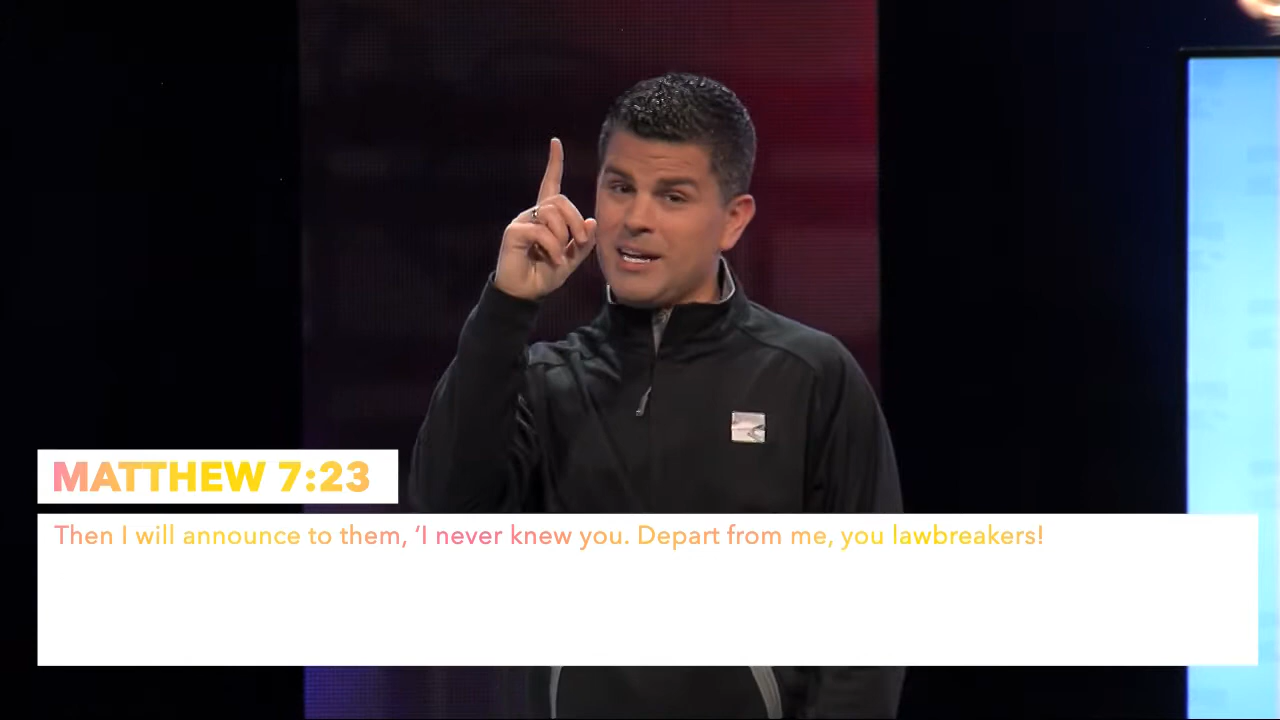 MATTHEW 7:23
Then I will announce to them, ‘I never knew you. Depart from me, you lawbreakers!